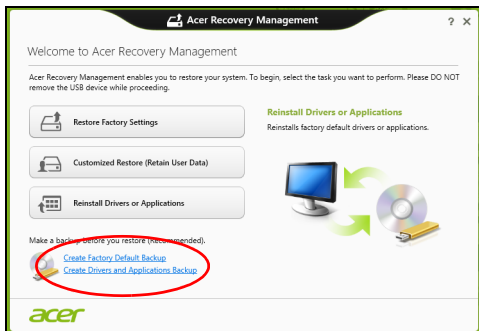 Acer Recovery Management
? X
Welcome to Acer Recovery Management
Acer Recovery Management enables you to restore your system. To begin, select the task you want to perform. Please DO NOT
remove the USB device while proceeding.
Restore Factory Settings
Customized Restore (Retain User Data)
Reinstall Drivers or Applications
Reinstall Drivers or Applications
Reinstalls factory default drivers or applications.
Make a backup before you restore (Recommended).
Create Factory Default Backup
Create Drivers and Applications Backup
acer